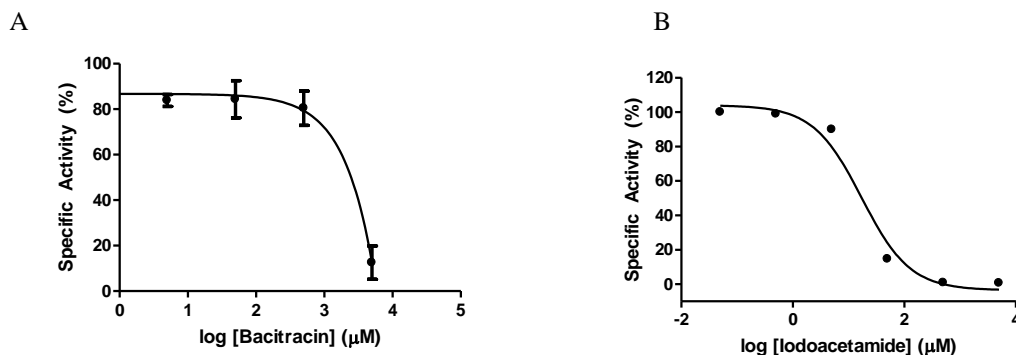 A
Specific Activity (%)
100
80
60
40
20
0
0 1 2 3 4 5
log [Bacitracin] (µM)
B
Specific Activity (%)
120
100
80
60
40
20
0
-2 0 2 4
log [Iodoacetamide] (µM)